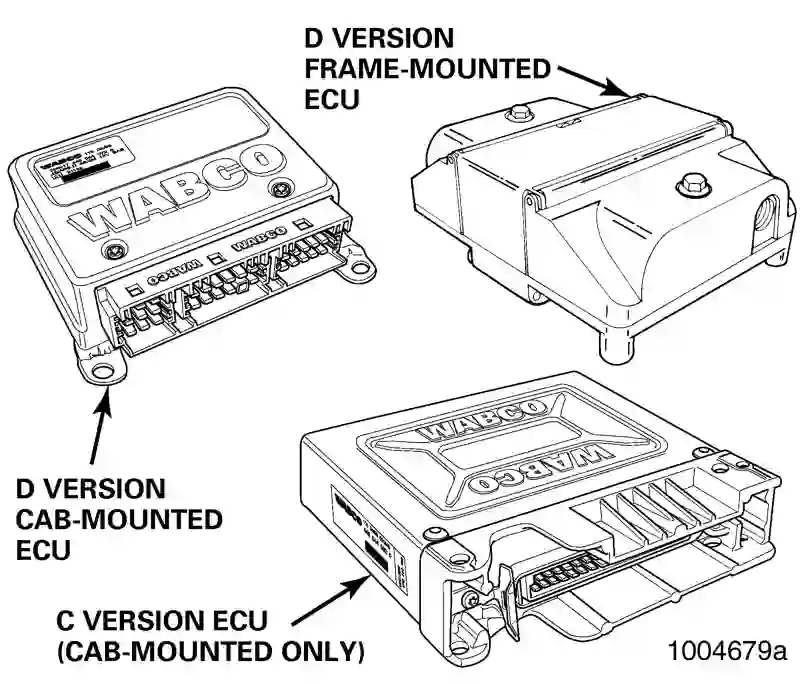 D VERSION
FRAME-MOUNTED
ECU
WABCO
WABCO
WABCO
WABCO
D VERSION
CAB-MOUNTED
ECU
WABCO
WABCO
WABCO
C VERSION ECU
(CAB-MOUNTED ONLY)
1004679a